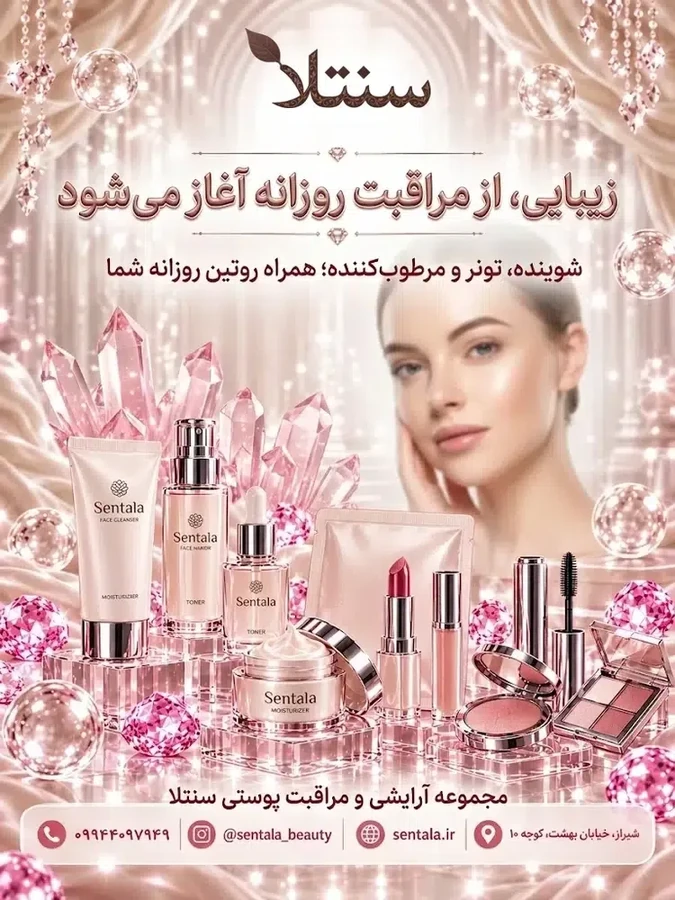 سنتلا
زیبایی، از مراقبت روزانه آغاز می‌شود
شوینده، تونر و مرطوب‌کننده؛ همراه روتین روزانه شما
Sentala
FACE CLEANSER
MOISTURIZER
Sentala
TONER
Sentala
TONER
Sentala
MOISTURIZER
مجموعه آرایشی و مراقبت پوستی سنتلا
۰۹۹۴۴۰۹۷۹۴۹
@sentala_beauty
sentala.ir
شیراز، خیابان بهشت، کوچه ۱۰